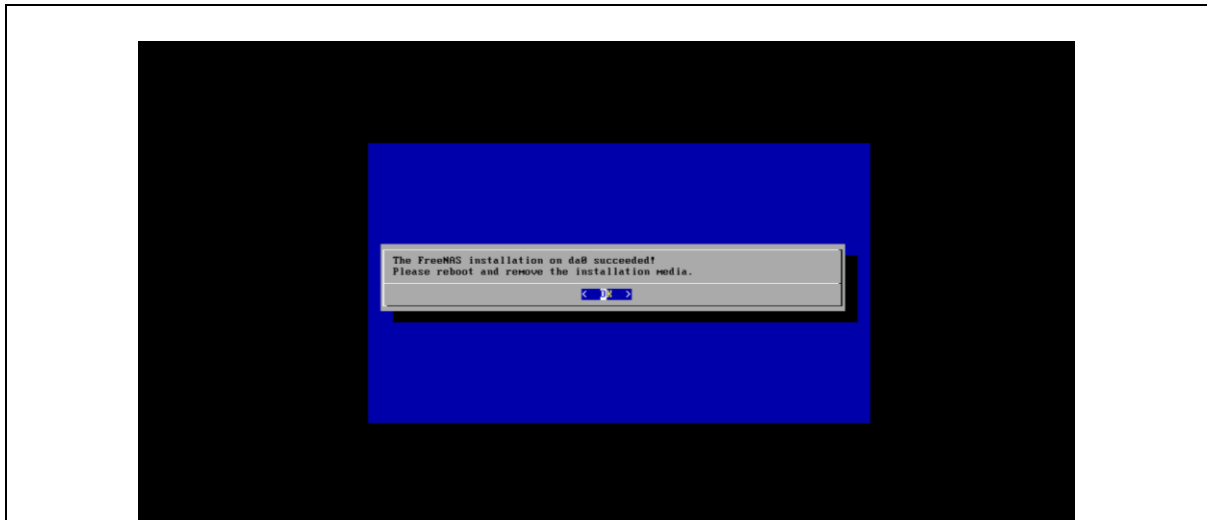 The FreeNAS installation on da0 succeeded!
Please reboot and remove the installation media.
< OK >